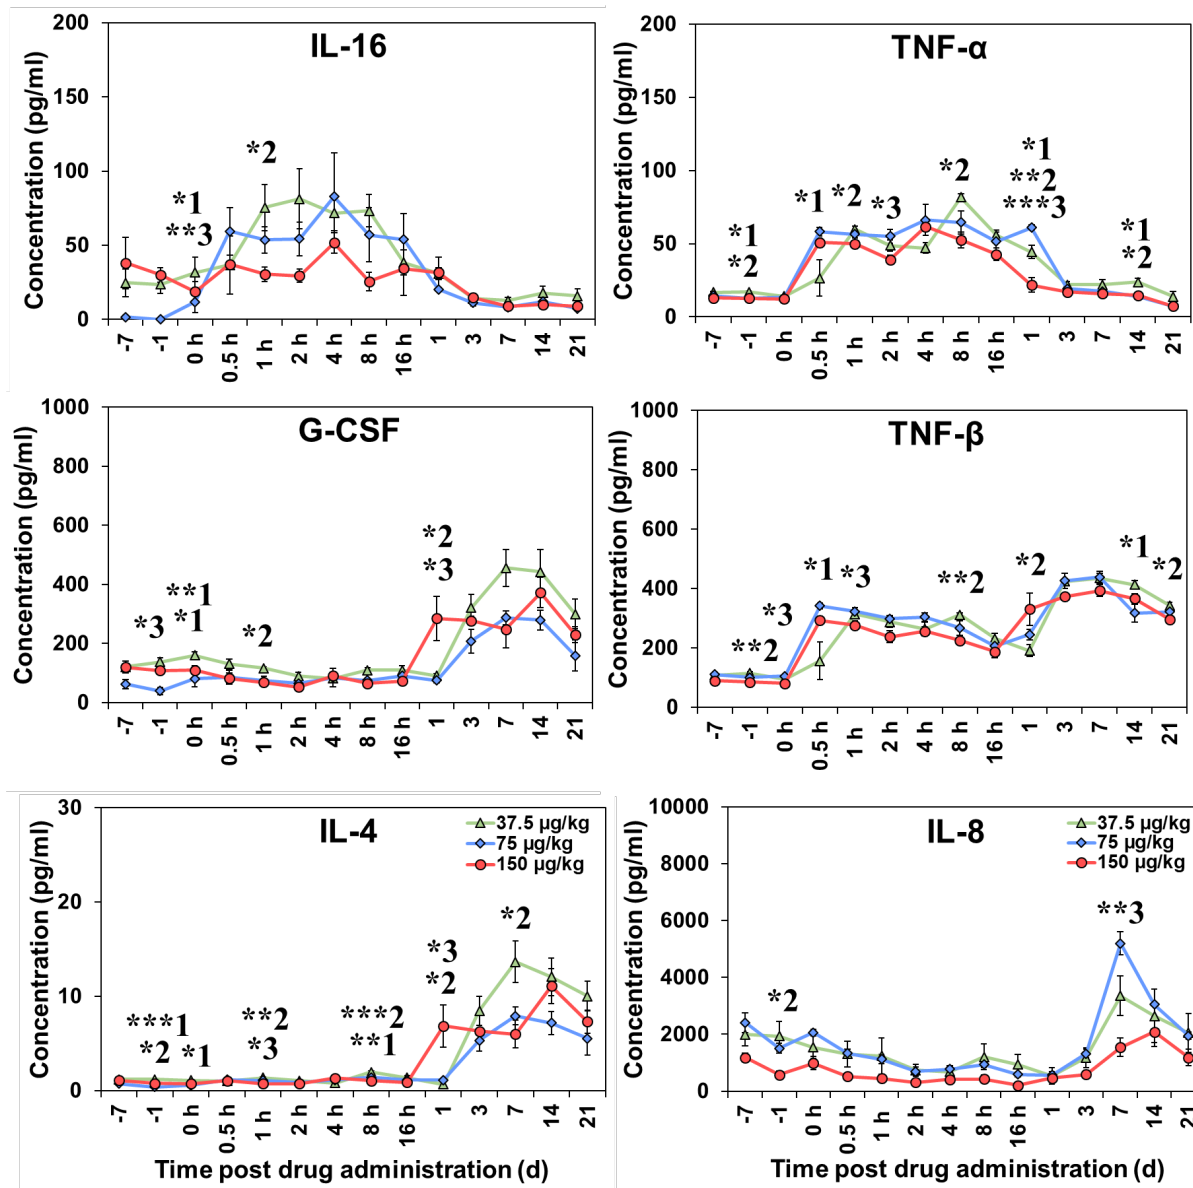 IL-16
Concentration (pg/ml)
200
150
100
50
0
*1
**3
*2
-7
-1
0 h
0.5 h
1 h
2 h
4 h
8 h
16 h
1
3
7
14
21
TNF-α
Concentration (pg/ml)
200
150
100
50
0
*1
*2
*1
*2
*3
*2
*1
**2
***3
*1
*2
-7
-1
0 h
0.5 h
1 h
2 h
4 h
8 h
16 h
1
3
7
14
21
G-CSF
Concentration (pg/ml)
1000
800
600
400
200
0
*3
**1
*1
*2
*2
*3
-7
-1
0 h
0.5 h
1 h
2 h
4 h
8 h
16 h
1
3
7
14
21
TNF-β
Concentration (pg/ml)
1000
800
600
400
200
0
**2
*3
*1
*3
**2
*2
*1
*2
-7
-1
0 h
0.5 h
1 h
2 h
4 h
8 h
16 h
1
3
7
14
21
IL-4
37.5 µg/kg
75 µg/kg
150 µg/kg
Concentration (pg/ml)
30
20
10
0
***1
*2
*1
**2
*3
***2
**1
*3
*2
*2
-7
-1
0 h
0.5 h
1 h
2 h
4 h
8 h
16 h
1
3
7
14
21
Time post drug administration (d)
IL-8
37.5 µg/kg
75 µg/kg
150 µg/kg
Concentration (pg/ml)
10000
8000
6000
4000
2000
0
*2
**3
-7
-1
0 h
0.5 h
1 h
2 h
4 h
8 h
16 h
1
3
7
14
21
Time post drug administration (d)